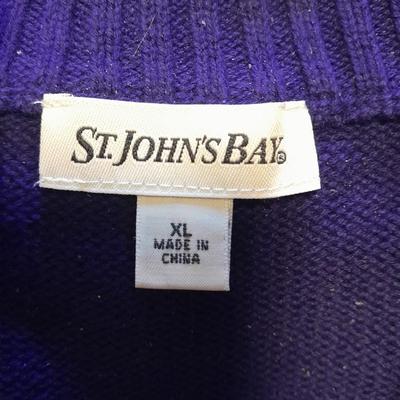 ST. JOHN'S BAY®
XL
MADE IN
CHINA